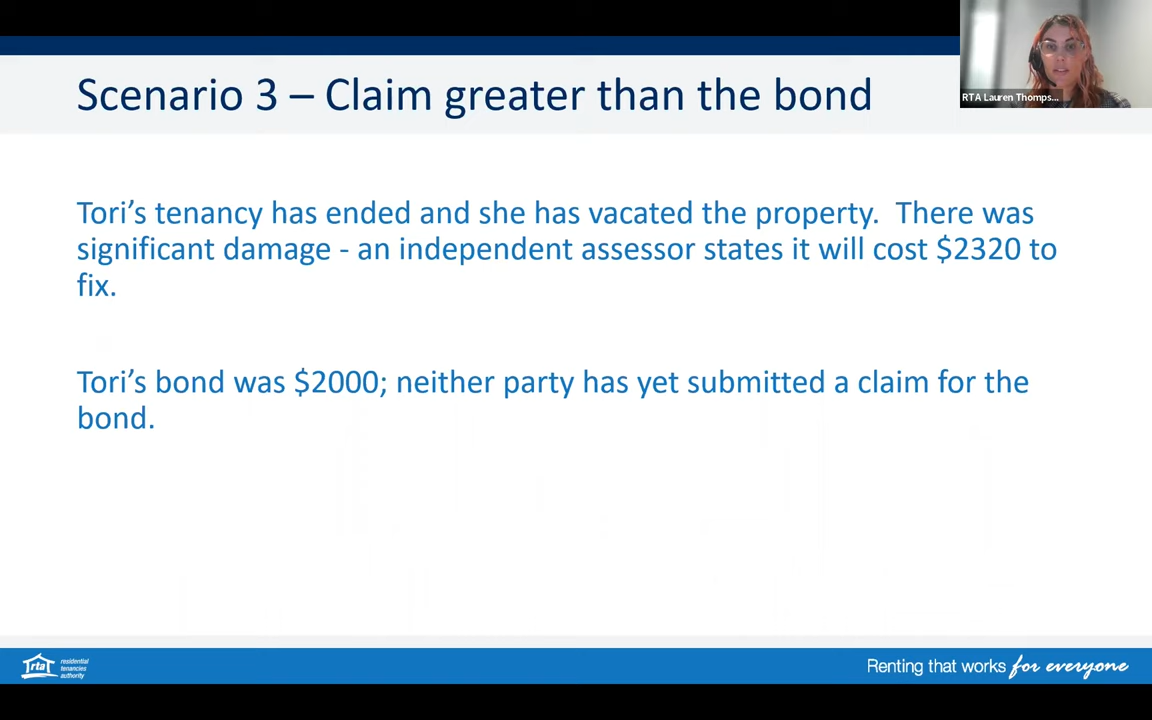 Scenario 3 – Claim greater than the bond
RTA Lauren Thomps...
Tori’s tenancy has ended and she has vacated the property.  There was
significant damage - an independent assessor states it will cost $2320 to
fix.
Tori’s bond was $2000; neither party has yet submitted a claim for the
bond.
rta
residential
tenancies
authority
Renting that works for everyone